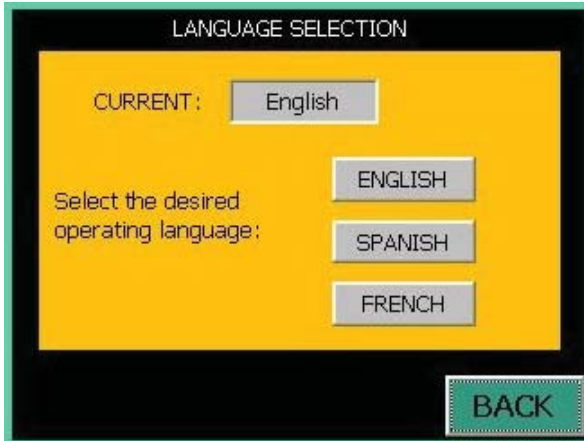 LANGUAGE SELECTION
CURRENT: English
Select the desired
operating language:
ENGLISH
SPANISH
FRENCH
BACK